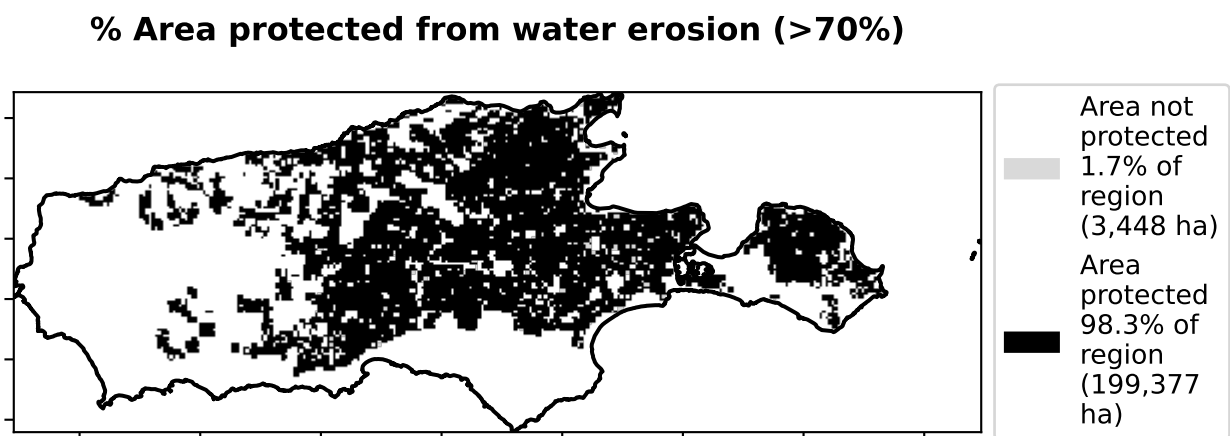 % Area protected from water erosion (>70%)
Area not
protected
1.7% of
region
(3,448 ha)
Area
protected
98.3% of
region
(199,377
ha)